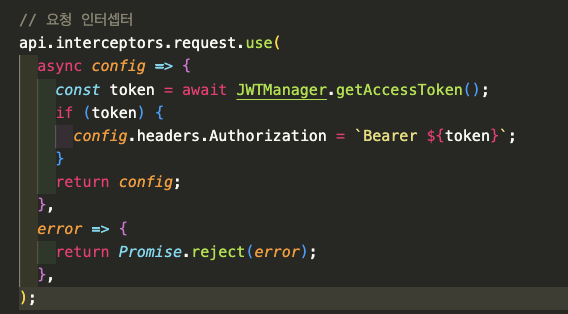 // 요청 인터셉터
api.interceptors.request.use(
  async config => {
    const token = await JWTManager.getAccessToken();
    if (token) {
      config.headers.Authorization = `Bearer ${token}`;
    }
    return config;
  },
  error => {
    return Promise.reject(error);
  },
);